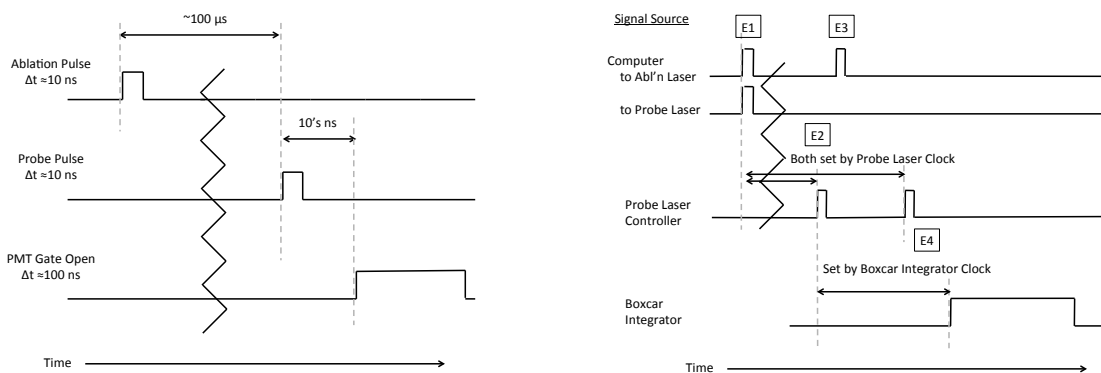 ~100 μs
Ablation Pulse
Δt ≈10 ns
10's ns
Probe Pulse
Δt ≈10 ns
PMT Gate Open
Δt ≈100 ns
Time
Signal Source
E1
E3
Computer
to Abl'n Laser
to Probe Laser
E2
Both set by Probe Laser Clock
Probe Laser
Controller
E4
Set by Boxcar Integrator Clock
Boxcar
Integrator
Time